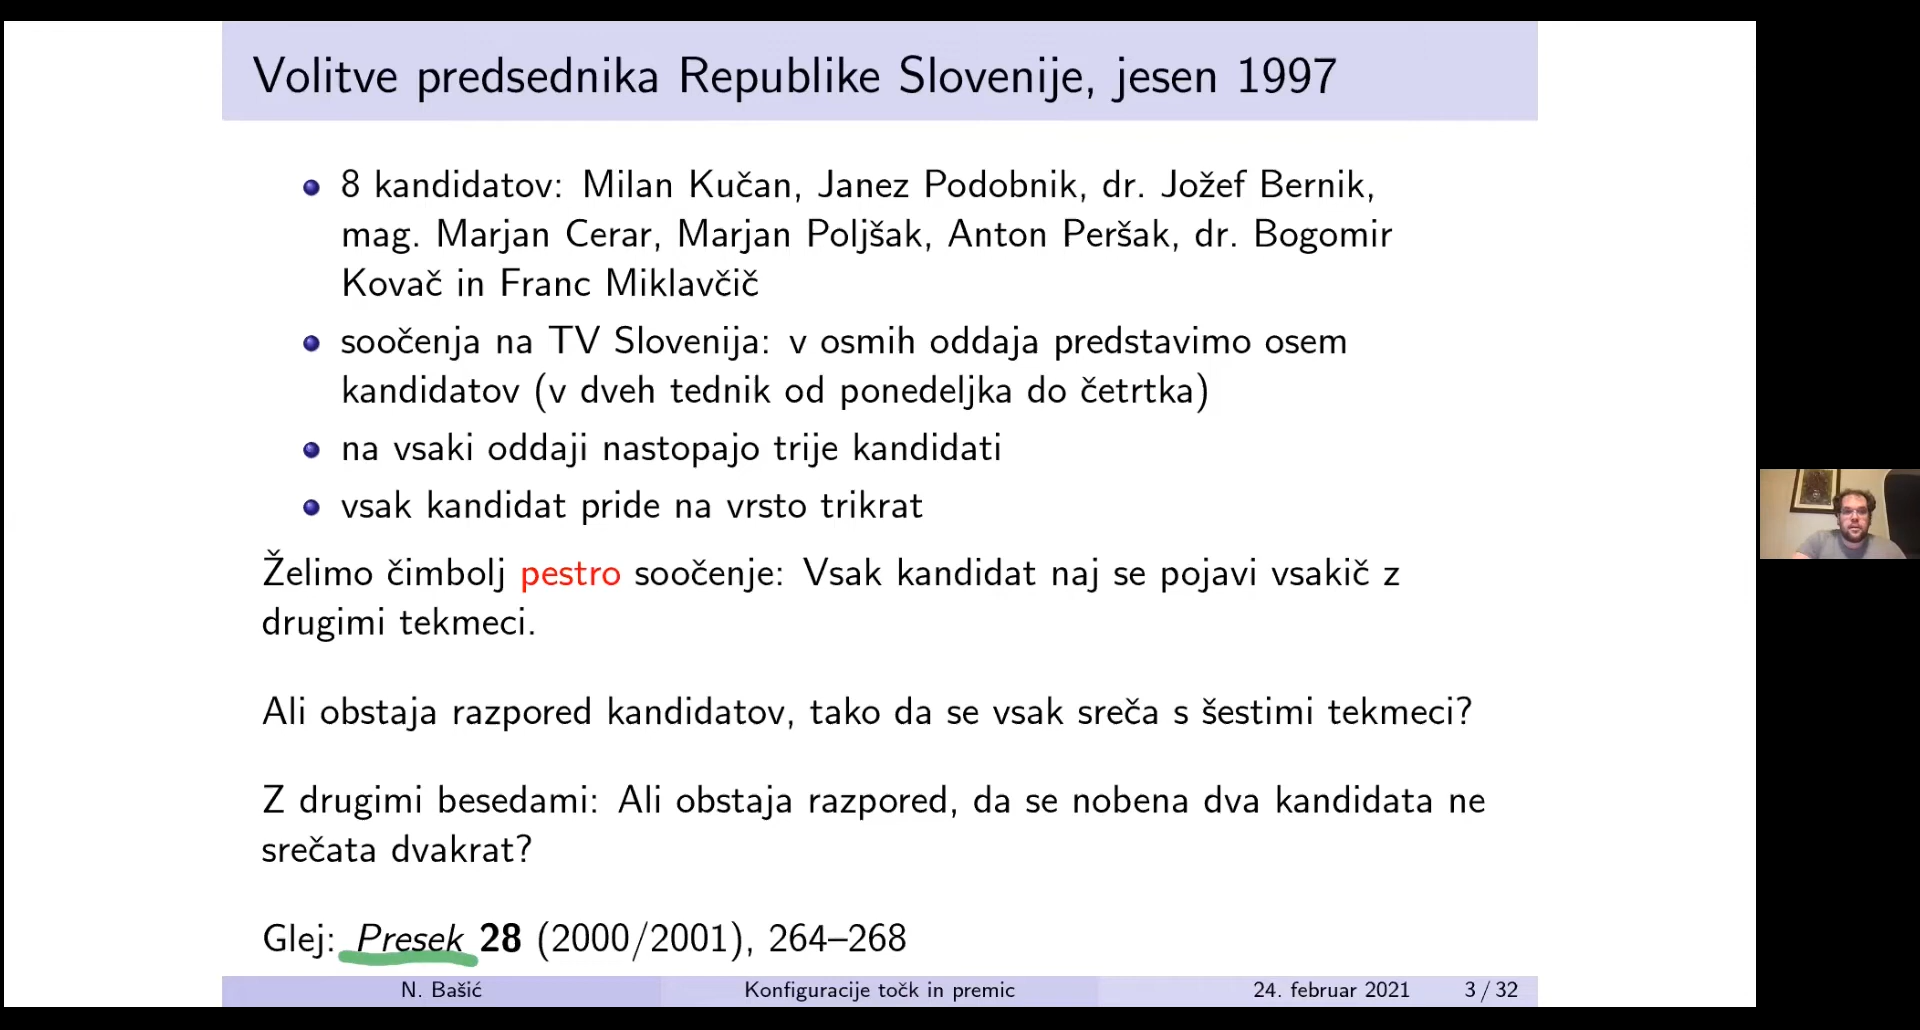 Volitve predsednika Republike Slovenije, jesen 1997
8 kandidatov: Milan Kučan, Janez Podobnik, dr. Jožef Bernik,
mag. Marjan Cerar, Marjan Poljšak, Anton Peršak, dr. Bogomir
Kovač in Franc Miklavčič
soočenja na TV Slovenija: v osmih oddaja predstavimo osem
kandidatov (v dveh tednik od ponedeljka do četrtka)
na vsaki oddaji nastopajo trije kandidati
vsak kandidat pride na vrsto trikrat
Želimo čimbolj pestro soočenje: Vsak kandidat naj se pojavi vsakič z
drugimi tekmeci.
Ali obstaja razpored kandidatov, tako da se vsak sreča s šestimi tekmeci?
Z drugimi besedami: Ali obstaja razpored, da se nobena dva kandidata ne
srečata dvakrat?
Glej: Presek 28 (2000/2001), 264–268
N. Bašić Konfiguracije točk in premic 24. februar 2021 3 / 32